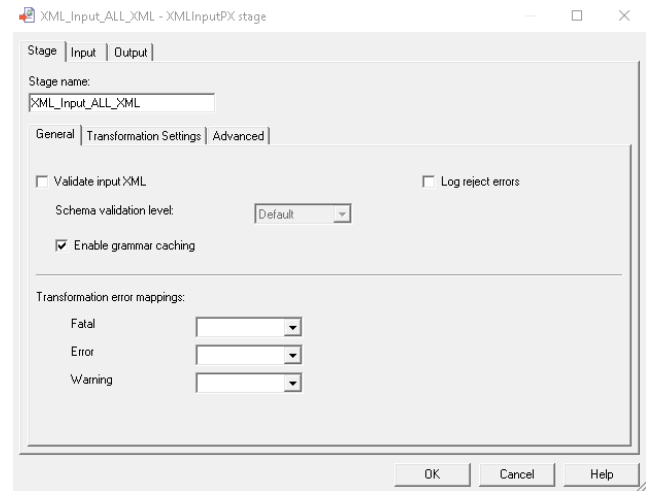 XML_Input_ALL_XML - XMLInputPX stage
Stage Input Output
Stage name:
XML_Input_ALL_XML
General Transformation Settings Advanced
Validate input XML Log reject errors
Schema validation level: Default
Enable grammar caching
Transformation error mappings:
Fatal
Error
Warning
OK Cancel Help